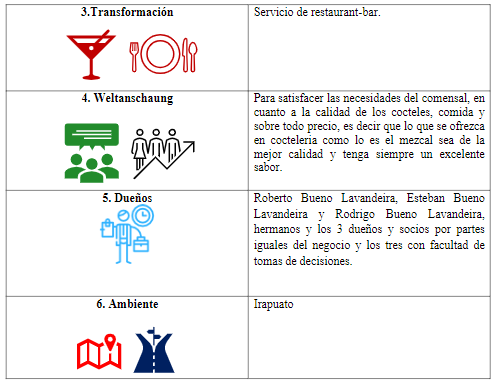 3.Transformación
Servicio de restaurant-bar.
4. Weltanschaung
Para satisfacer las necesidades del comensal, en
cuanto a la calidad de los cocteles, comida y
sobre todo precio, es decir que lo que se ofrezca
en coctelería como lo es el mezcal sea de la
mejor calidad y tenga siempre un excelente
sabor.
5. Dueños
Roberto Bueno Lavandeira, Esteban Bueno
Lavandeira y Rodrigo Bueno Lavandeira,
hermanos y los 3 dueños y socios por partes
iguales del negocio y los tres con facultad de
tomas de decisiones.
6. Ambiente
Irapuato